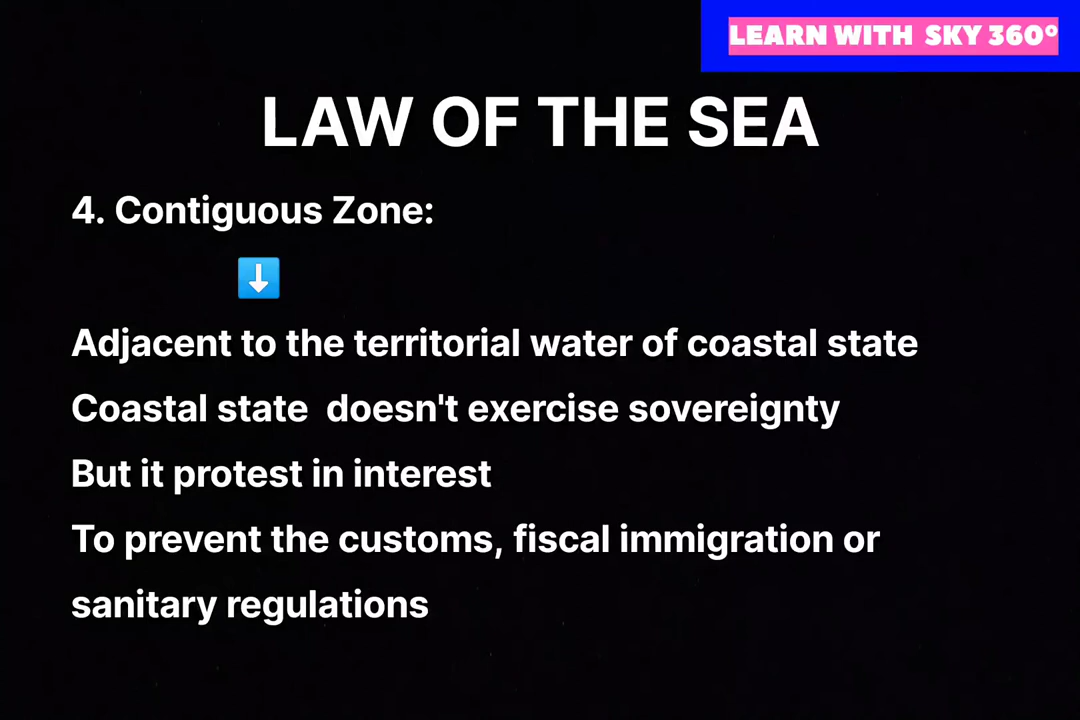 LEARN WITH SKY 360°
LAW OF THE SEA
4. Contiguous Zone:
⬇️
Adjacent to the territorial water of coastal state
Coastal state doesn't exercise sovereignty
But it protest in interest
To prevent the customs, fiscal immigration or
sanitary regulations